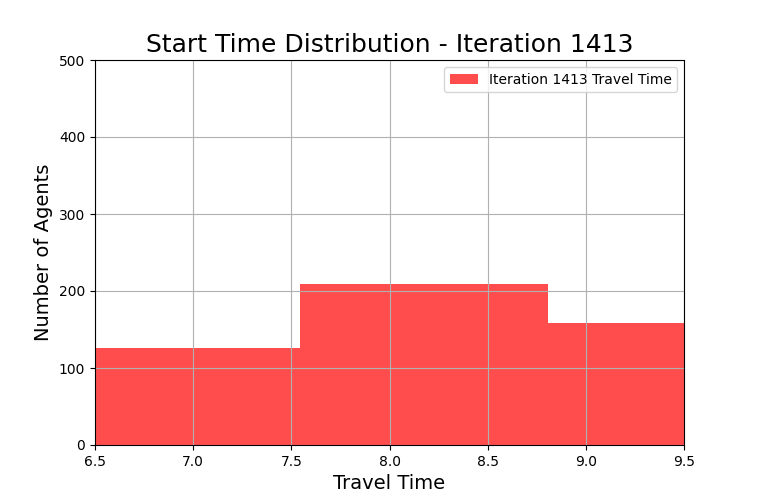 Start Time Distribution - Iteration 1413
Iteration 1413 Travel Time
Number of Agents
500
400
300
200
100
0
6.5 7.0 7.5 8.0 8.5 9.0 9.5
Travel Time